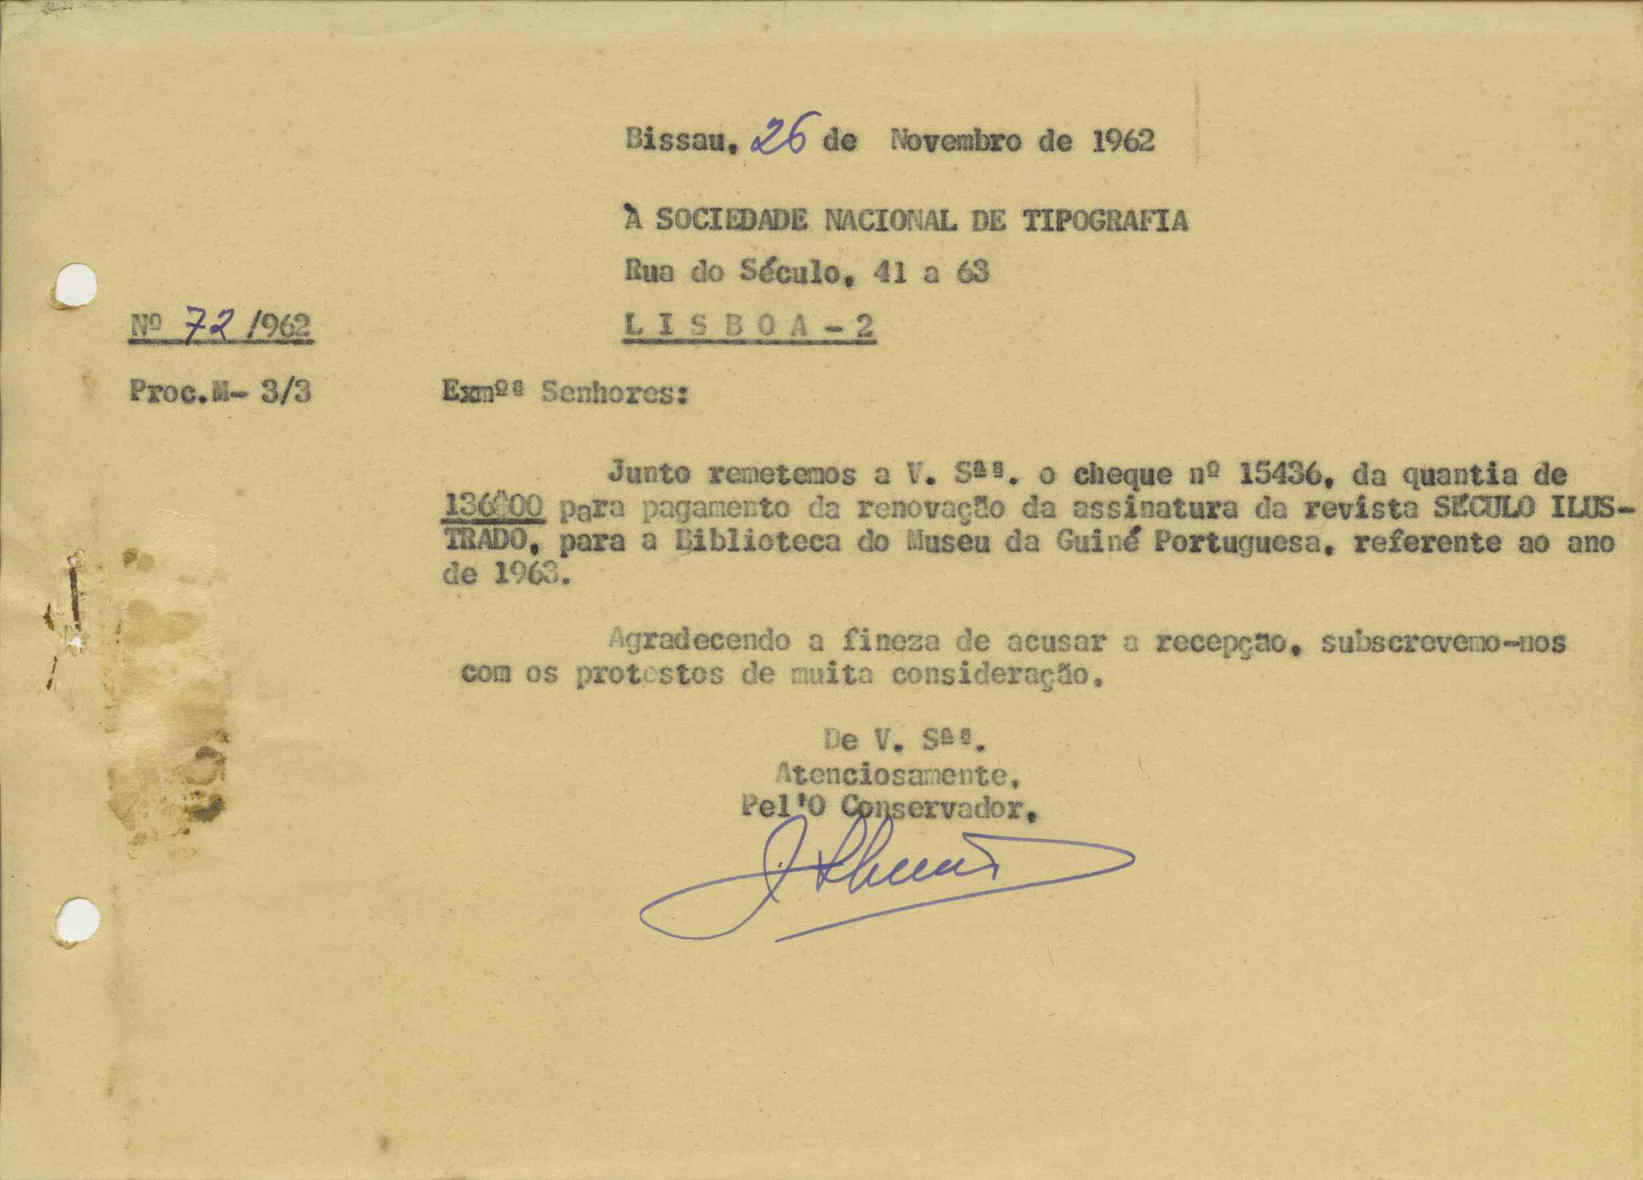 Bissau, 26 de Novembro de 1962
À SOCIEDADE NACIONAL DE TIPOGRAFIA
Rua do Século, 41 a 63
Nº 72 /962
LISBOA-2
Proc.M- 3/3
Exmºˢ Senhores:
Junto remetemos a V. Sªˢ. o cheque nº 15436, da quantia de
136$00 para pagamento da renovação da assinatura da revista SÉCULO ILUS-
TRADO, para a Biblioteca do Museu da Guiné Portuguesa, referente ao ano
de 1963.
Agradecendo a fineza de acusar a recepção, subscrevemo-nos
com os protestos de muita consideração.
De V. Sªˢ.
Atenciosamente,
Pel'O Conservador,